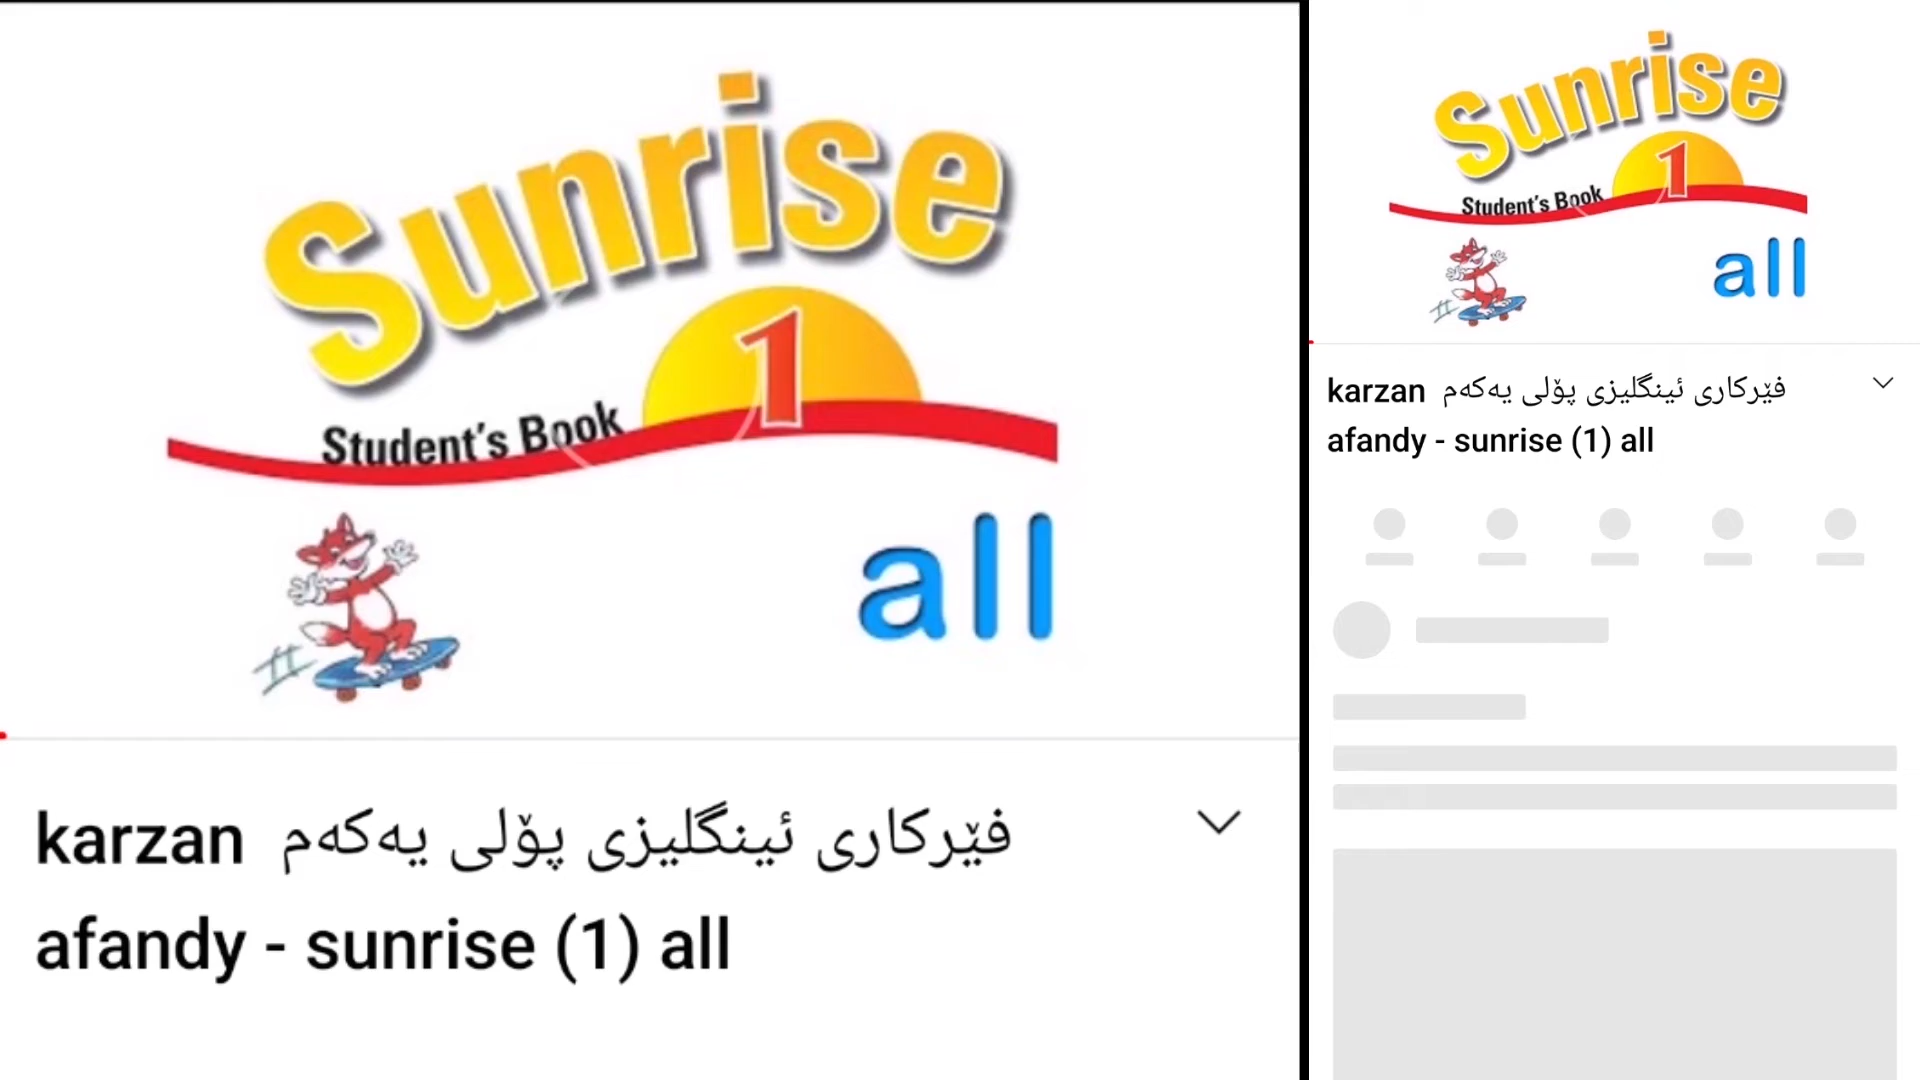 Sunrise
1
Student's Book
all
karzan فێرکاری ئینگلیزی پۆلی یەکەم
afandy - sunrise (1) all
Sunrise
1
Student's Book
all
karzan فێرکاری ئینگلیزی پۆلی یەکەم
afandy - sunrise (1) all